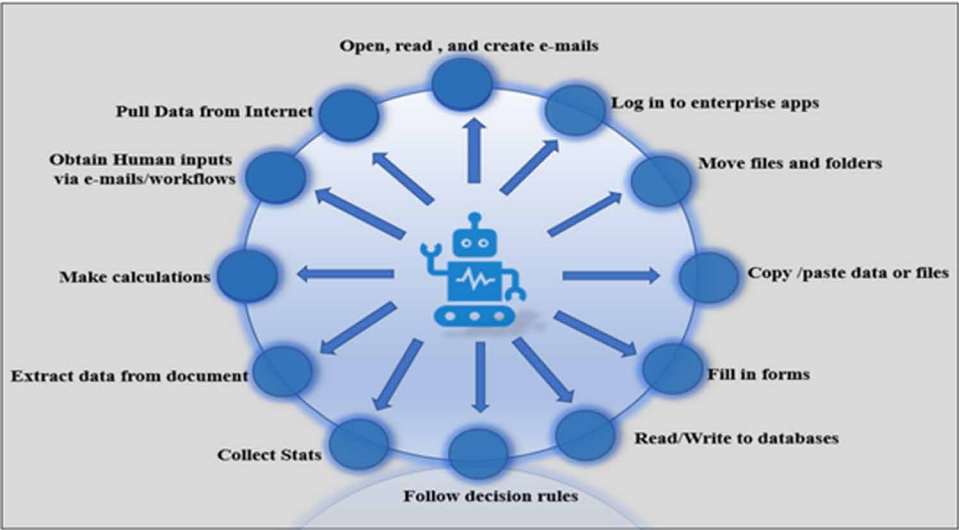 Open, read , and create e-mails
Log in to enterprise apps
Move files and folders
Copy /paste data or files
Fill in forms
Read/Write to databases
Follow decision rules
Collect Stats
Extract data from document
Make calculations
Obtain Human inputs
via e-mails/workflows
Pull Data from Internet